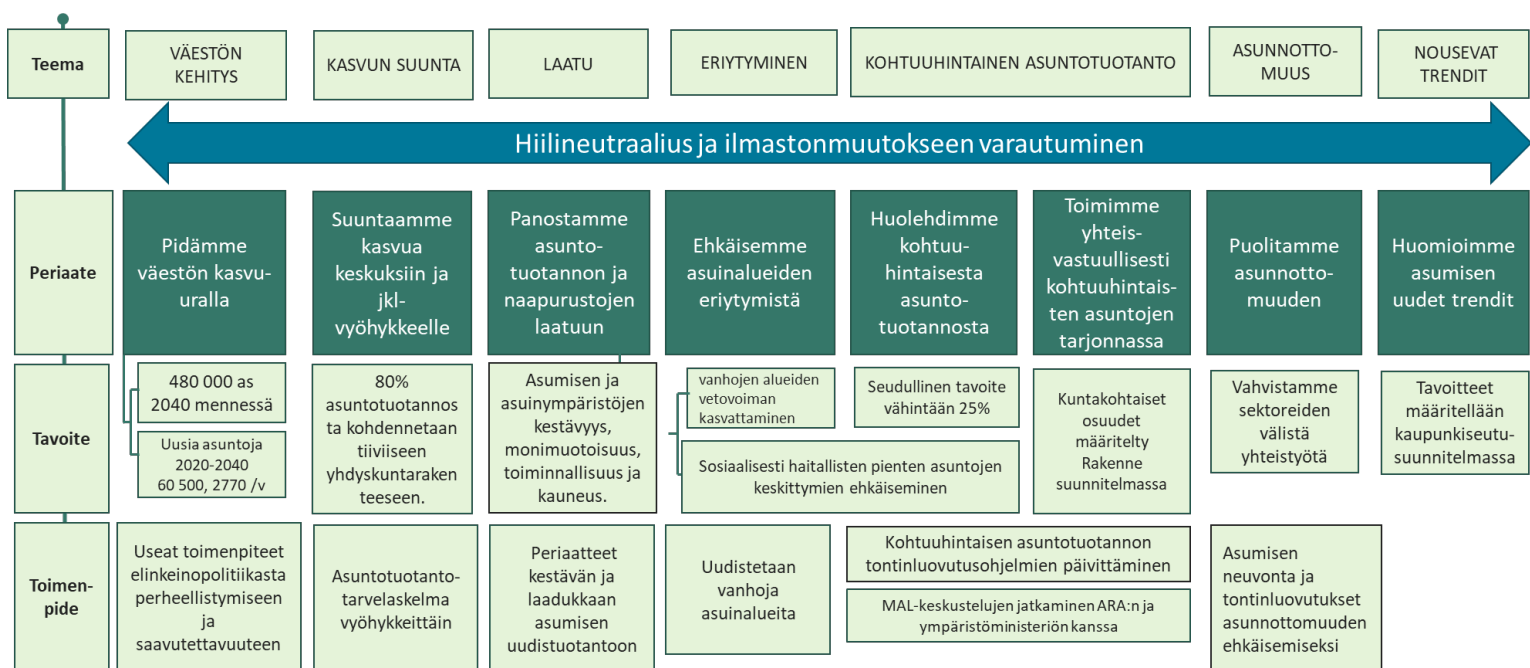 Teema
VÄESTÖN
KEHITYS
KASVUN SUUNTA
LAATU
ERIYTYMINEN
KOHTUUHINTAINEN ASUNTOTUOTANTO
ASUNNOTTO-
MUUS
NOUSEVAT
TRENDIT
Hiilineutraalius ja ilmastonmuutokseen varautuminen
Periaate
Pidämme
väestön kasvu-
uralla
Suuntaamme
kasvua
keskuksiin ja
jkl-
vyöhykkeelle
Panostamme
asunto-
tuotannon ja
naapurustojen
laatuun
Ehkäisemme
asuinalueiden
eriytymistä
Huolehdimme
kohtuu-
hintaisesta
asunto-
tuotannosta
Toimimme
yhteis-
vastuullisesti
kohtuuhintais-
ten asuntojen
tarjonnassa
Puolitamme
asunnotto-
muuden
Huomioimme
asumisen
uudet trendit
Tavoite
480 000 as
2040 mennessä
Uusia asuntoja
2020-2040
60 500, 2770 /v
80%
asuntotuotannos
ta kohdennetaan
tiiviiseen
yhdyskuntaraken
teeseen.
Asumisen ja
asuinympäristöjen
kestävyys,
monimuotoisuus,
toiminnallisuus ja
kauneus.
vanhojen alueiden
vetovoiman
kasvattaminen
Sosiaalisesti haitallisten pienten asuntojen
keskittymien ehkäiseminen
Seudullinen tavoite
vähintään 25%
Kuntakohtaiset
osuudet
määritelty
Rakenne
suunnitelmassa
Vahvistamme
sektoreiden
välistä
yhteistyötä
Tavoitteet
määritellään
kaupunkiseutu-
suunnitelmassa
Toimen-
pide
Useat toimenpiteet
elinkeinopolitiikasta
perheellistymiseen
ja
saavutettavuuteen
Asuntotuotanto-
tarvelaskelma
vyöhykkeittäin
Periaatteet
kestävän ja
laadukkaan
asumisen
uudistuotantoon
Uudistetaan
vanhoja
asuinalueita
Kohtuuhintaisen asuntotuotannon
tontinluovutusohjelmien päivittäminen
MAL-keskustelujen jatkaminen ARA:n ja
ympäristöministeriön kanssa
Asumisen
neuvonta ja
tontinluovutukset
asunnottomuuden
ehkäisemiseksi